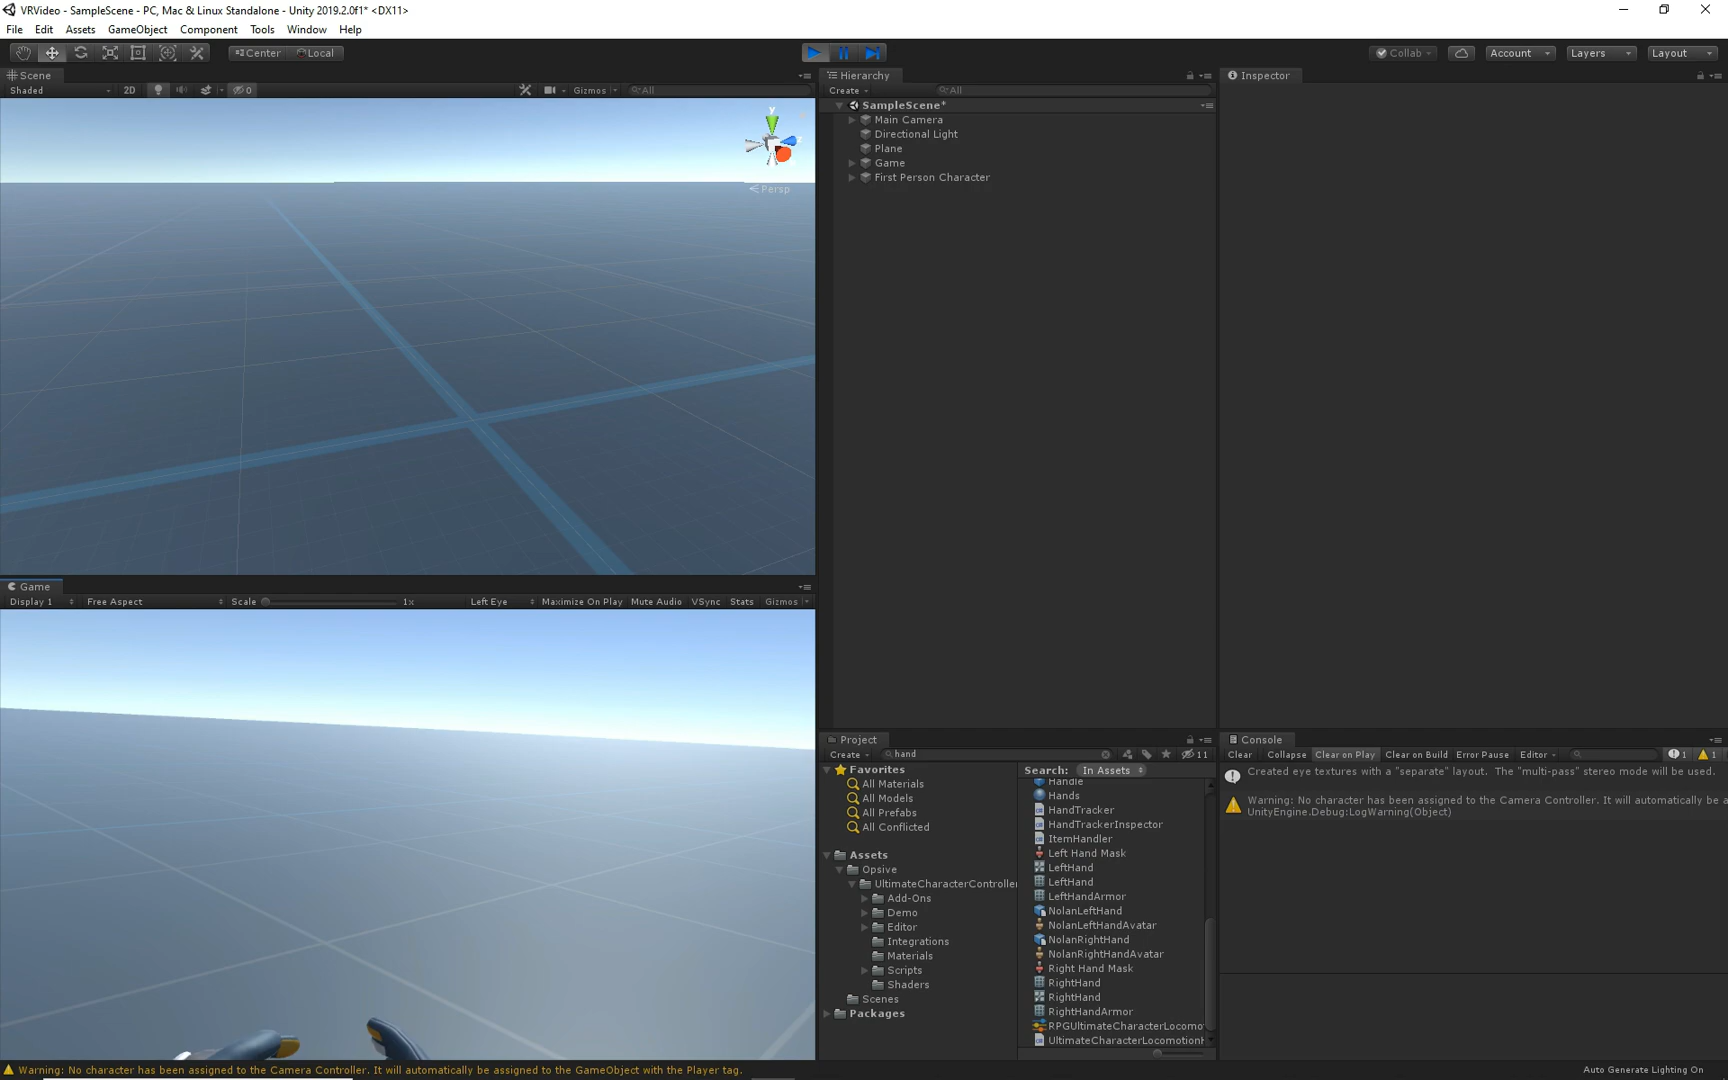 VRVideo - SampleScene - PC, Mac & Linux Standalone - Unity 2019.2.0f1* <DX11>
File Edit Assets GameObject Component Tools Window Help
Center Local
Collab Account Layers Layout
Scene
Shaded 2D 0 Gizmos All
y
z
Persp
Game
Display 1 Free Aspect Scale 1x Left Eye Maximize On Play Mute Audio VSync Stats Gizmos
Hierarchy
Create All
SampleScene*
Main Camera
Directional Light
Plane
Game
First Person Character
Inspector
Project
Create hand 11
Favorites
All Materials
All Models
All Prefabs
All Conflicted
Assets
Opsive
UltimateCharacterController
Add-Ons
Demo
Editor
Integrations
Materials
Scripts
Shaders
Scenes
Packages
Search: In Assets
Handle
Hands
HandTracker
HandTrackerInspector
ItemHandler
Left Hand Mask
LeftHand
LeftHand
LeftHandArmor
NolanLeftHand
NolanLeftHandAvatar
NolanRightHand
NolanRightHandAvatar
Right Hand Mask
RightHand
RightHand
RightHandArmor
RPGUltimateCharacterLocomo
UltimateCharacterLocomotionH
Console
Clear Collapse Clear on Play Clear on Build Error Pause Editor 1 1
Created eye textures with a "separate" layout. The "multi-pass" stereo mode will be used.
Warning: No character has been assigned to the Camera Controller. It will automatically be a
UnityEngine.Debug:LogWarning(Object)
Warning: No character has been assigned to the Camera Controller. It will automatically be assigned to the GameObject with the Player tag.
Auto Generate Lighting On